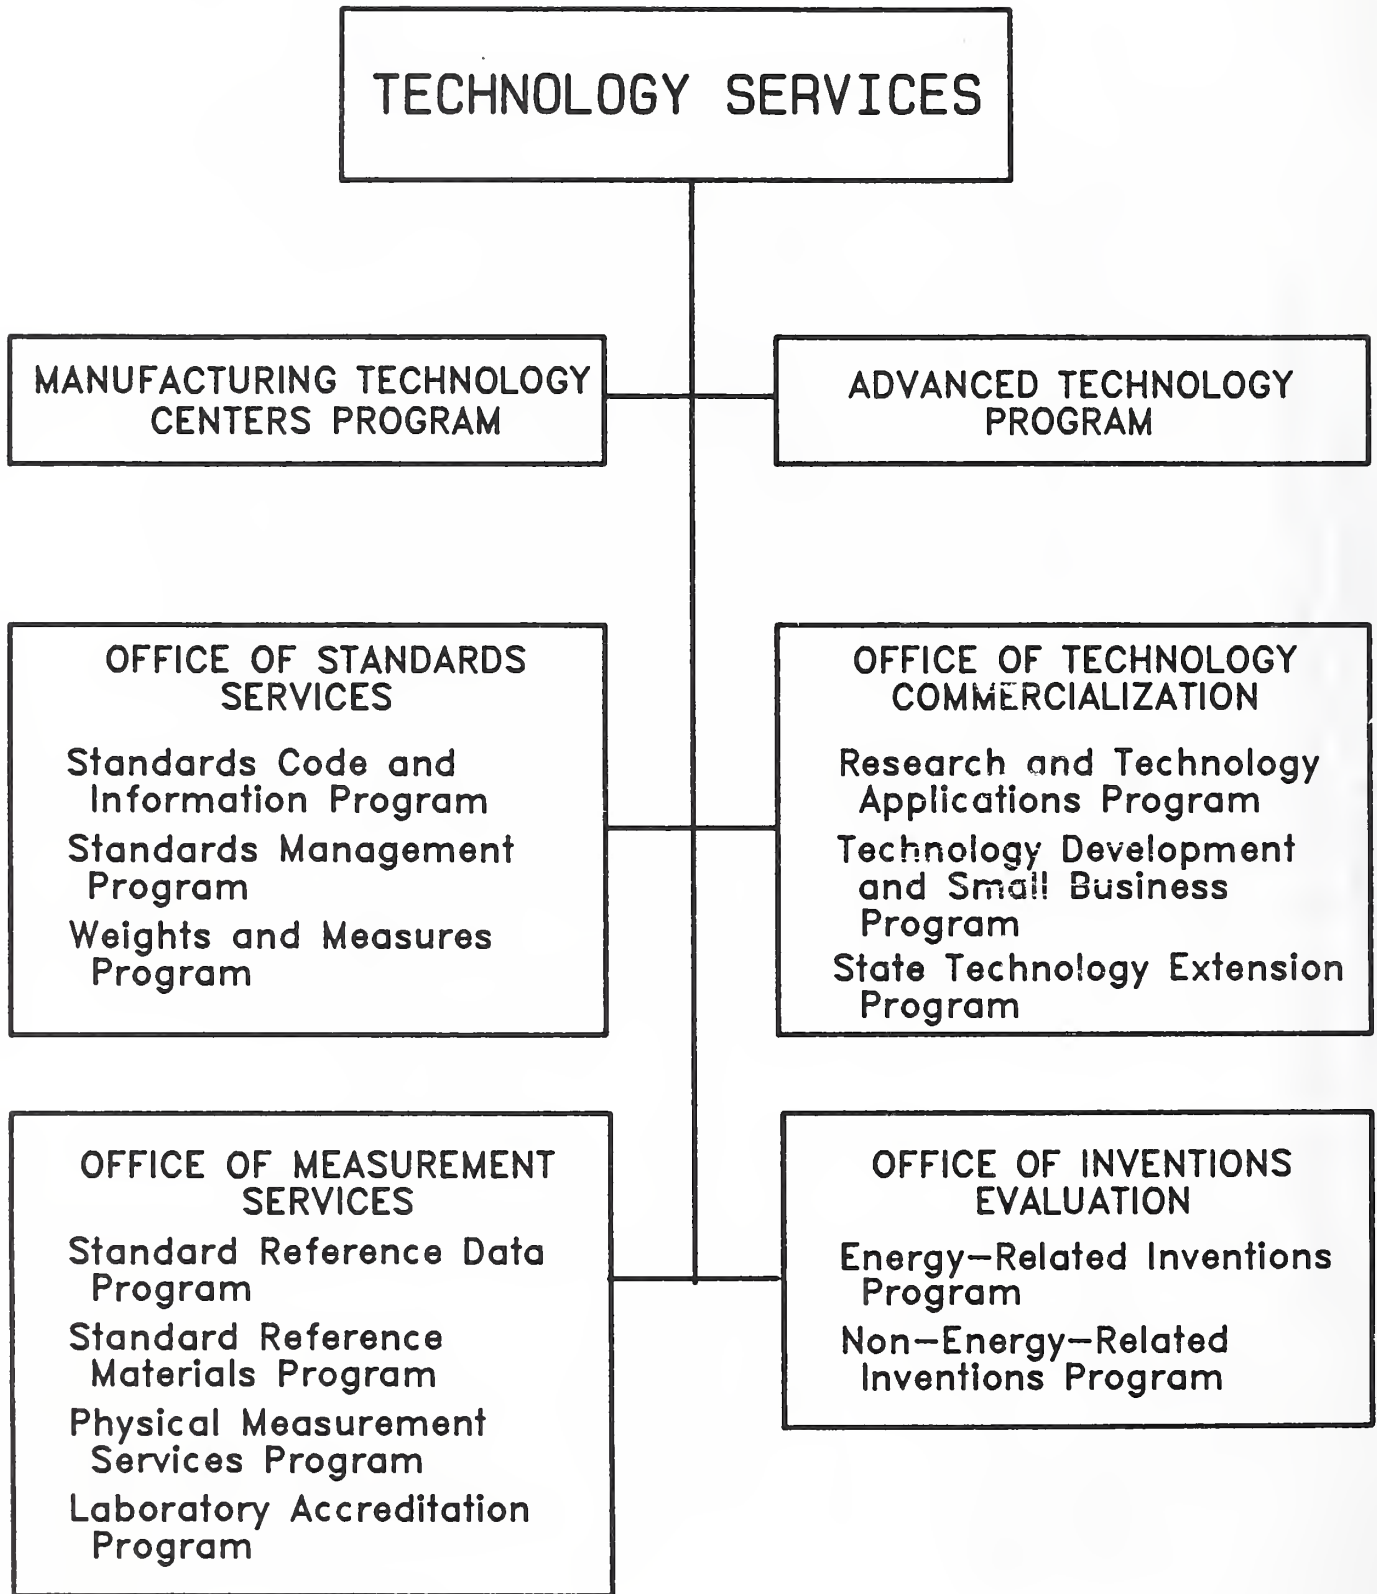 TECHNOLOGY SERVICES
MANUFACTURING TECHNOLOGY
CENTERS PROGRAM
ADVANCED TECHNOLOGY
PROGRAM
OFFICE OF STANDARDS
SERVICES
Standards Code and
Information Program
Standards Management
Program
Weights and Measures
Program
OFFICE OF TECHNOLOGY
COMMERCIALIZATION
Research and Technology
Applications Program
Technology Development
and Small Business
Program
State Technology Extension
Program
OFFICE OF MEASUREMENT
SERVICES
Standard Reference Data
Program
Standard Reference
Materials Program
Physical Measurement
Services Program
Laboratory Accreditation
Program
OFFICE OF INVENTIONS
EVALUATION
Energy-Related Inventions
Program
Non-Energy-Related
Inventions Program